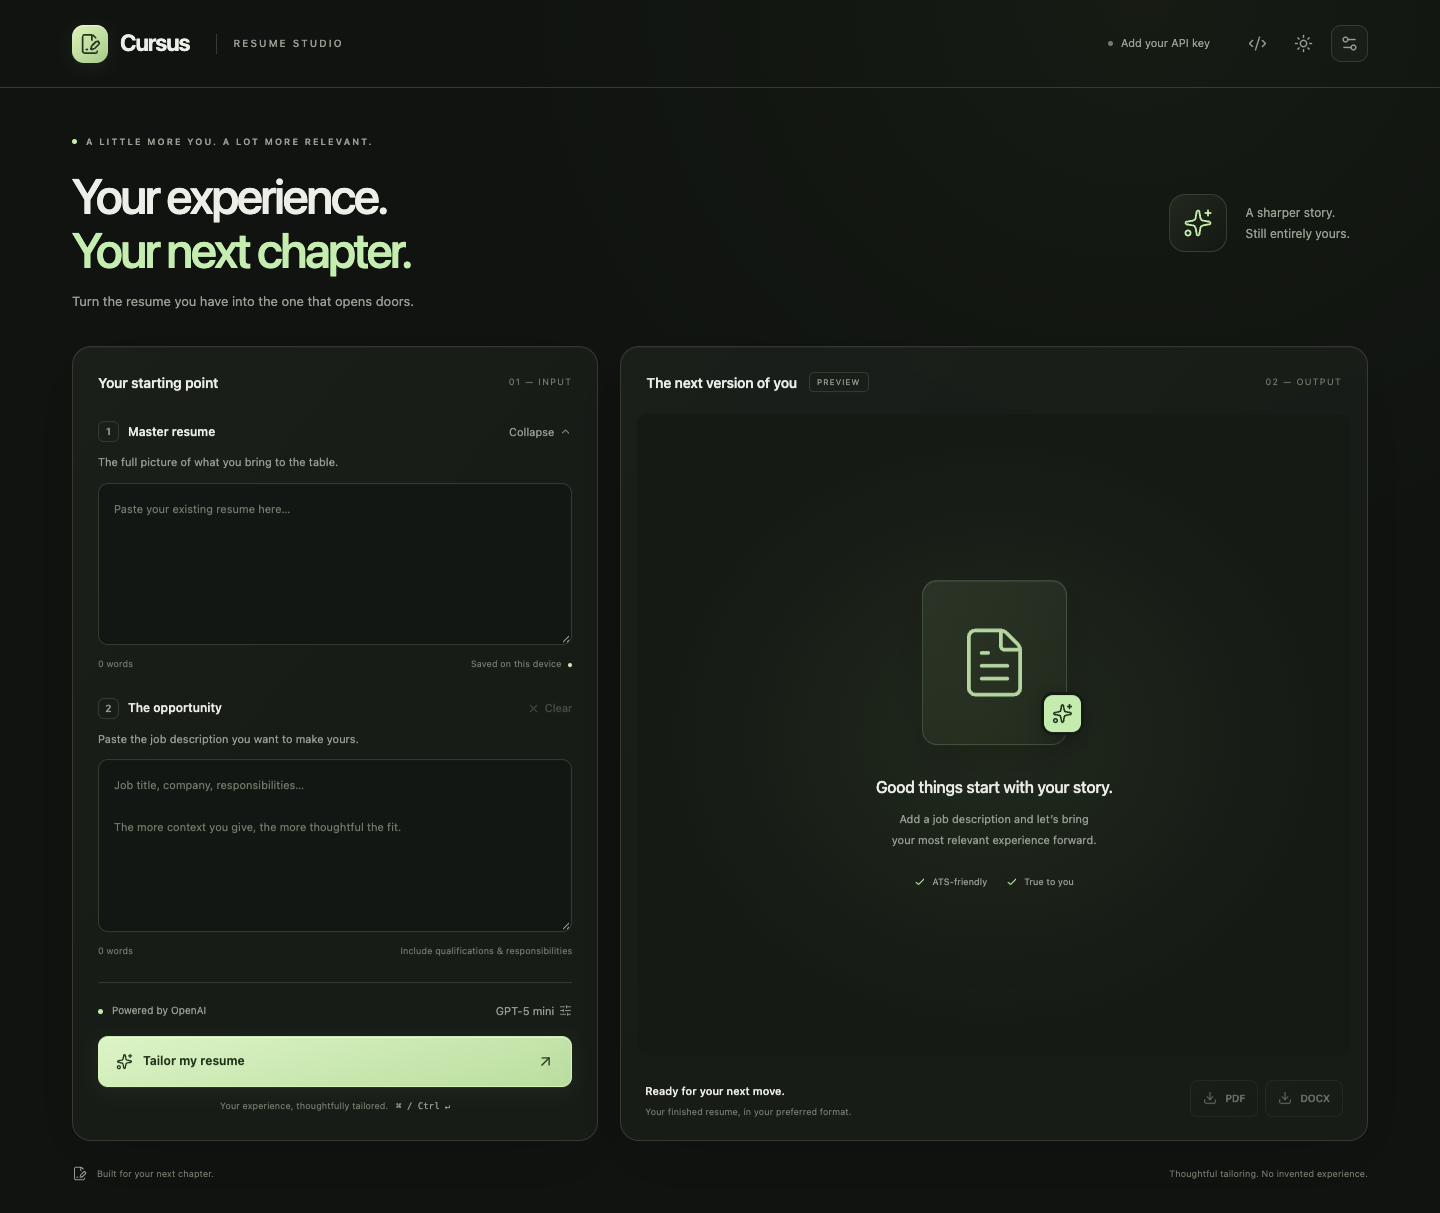 Cursus
RESUME STUDIO
Add your API key
A LITTLE MORE YOU. A LOT MORE RELEVANT.
Your experience.
Your next chapter.
Turn the resume you have into the one that opens doors.
A sharper story.
Still entirely yours.
Your starting point
01 — INPUT
1 Master resume
Collapse
The full picture of what you bring to the table.
Paste your existing resume here...
0 words
Saved on this device
2 The opportunity
Clear
Paste the job description you want to make yours.
Job title, company, responsibilities...
The more context you give, the more thoughtful the fit.
0 words
Include qualifications & responsibilities
Powered by OpenAI
GPT-5 mini
Tailor my resume
Your experience, thoughtfully tailored. ⌘ / Ctrl ↵
The next version of you
PREVIEW
02 — OUTPUT
Good things start with your story.
Add a job description and let’s bring
your most relevant experience forward.
ATS-friendly
True to you
Ready for your next move.
Your finished resume, in your preferred format.
PDF
DOCX
Built for your next chapter.
Thoughtful tailoring. No invented experience.